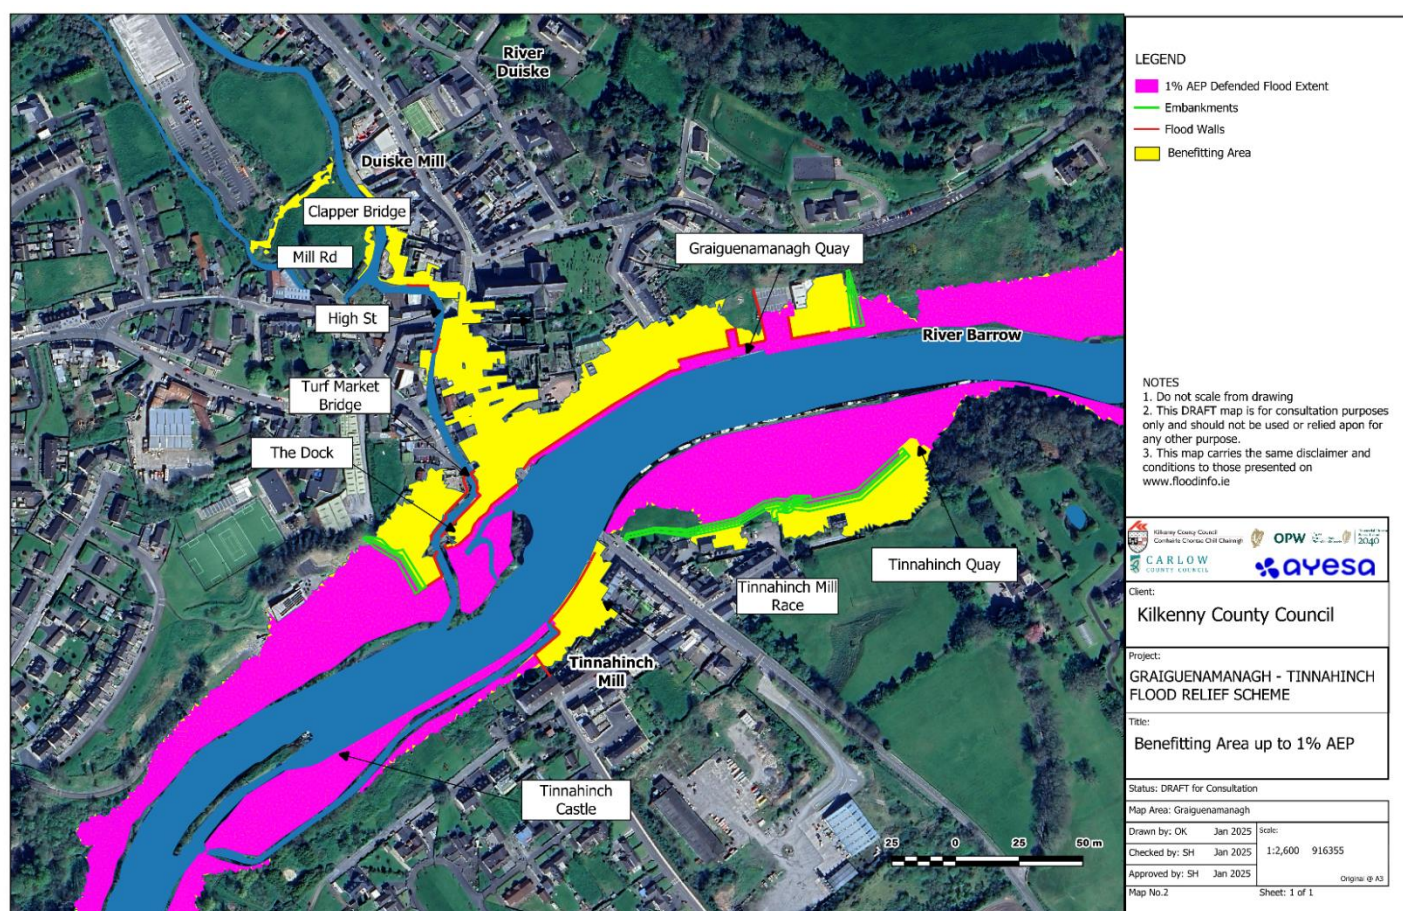 River
Duiske
Duiske Mill
Clapper Bridge
Mill Rd
Graiguenamanagh Quay
High St
River Barrow
Turf Market
Bridge
The Dock
Tinnahinch Quay
Tinnahinch Mill
Race
Tinnahinch
Mill
Tinnahinch
Castle
25 0 25 50 m
LEGEND
1% AEP Defended Flood Extent
Embankments
Flood Walls
Benefitting Area
NOTES
1. Do not scale from drawing
2. This DRAFT map is for consultation purposes
only and should not be used or relied apon for
any other purpose.
3. This map carries the same disclaimer and
conditions to those presented on
www.floodinfo.ie
Kilkenny County Council
Comhairle Chontae Chill Chainnigh
OPW
2040
CARLOW
COUNTY COUNCIL
ayesa
Client:
Kilkenny County Council
Project:
GRAIGUENAMANAGH - TINNAHINCH
FLOOD RELIEF SCHEME
Title:
Benefitting Area up to 1% AEP
Status: DRAFT for Consultation
Map Area: Graiguenamanagh
Drawn by: OK Jan 2025 Scale:
Checked by: SH Jan 2025 1:2,600 916355
Approved by: SH Jan 2025 Original @ A3
Map No.2 Sheet: 1 of 1